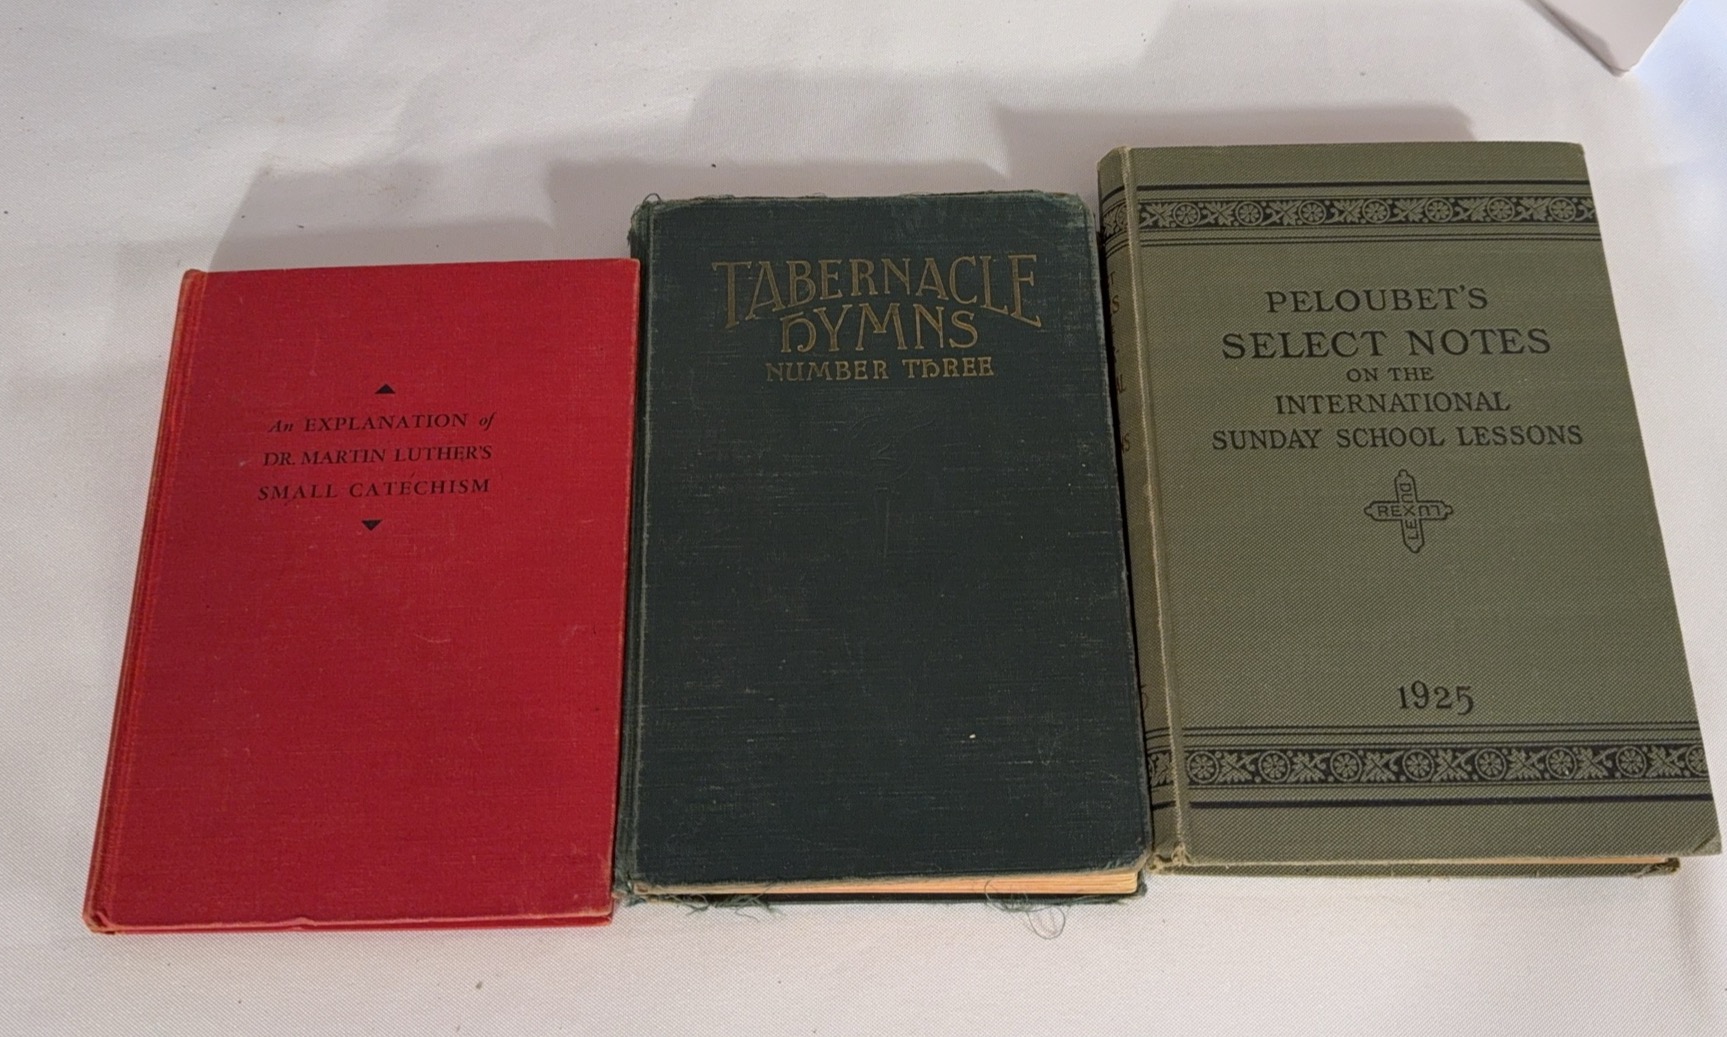 An EXPLANATION of
DR. MARTIN LUTHER'S
SMALL CATECHISM
TABERNACLE
HYMNS
NUMBER THREE
PELOUBET'S
SELECT NOTES
ON THE
INTERNATIONAL
SUNDAY SCHOOL LESSONS
REX
1925